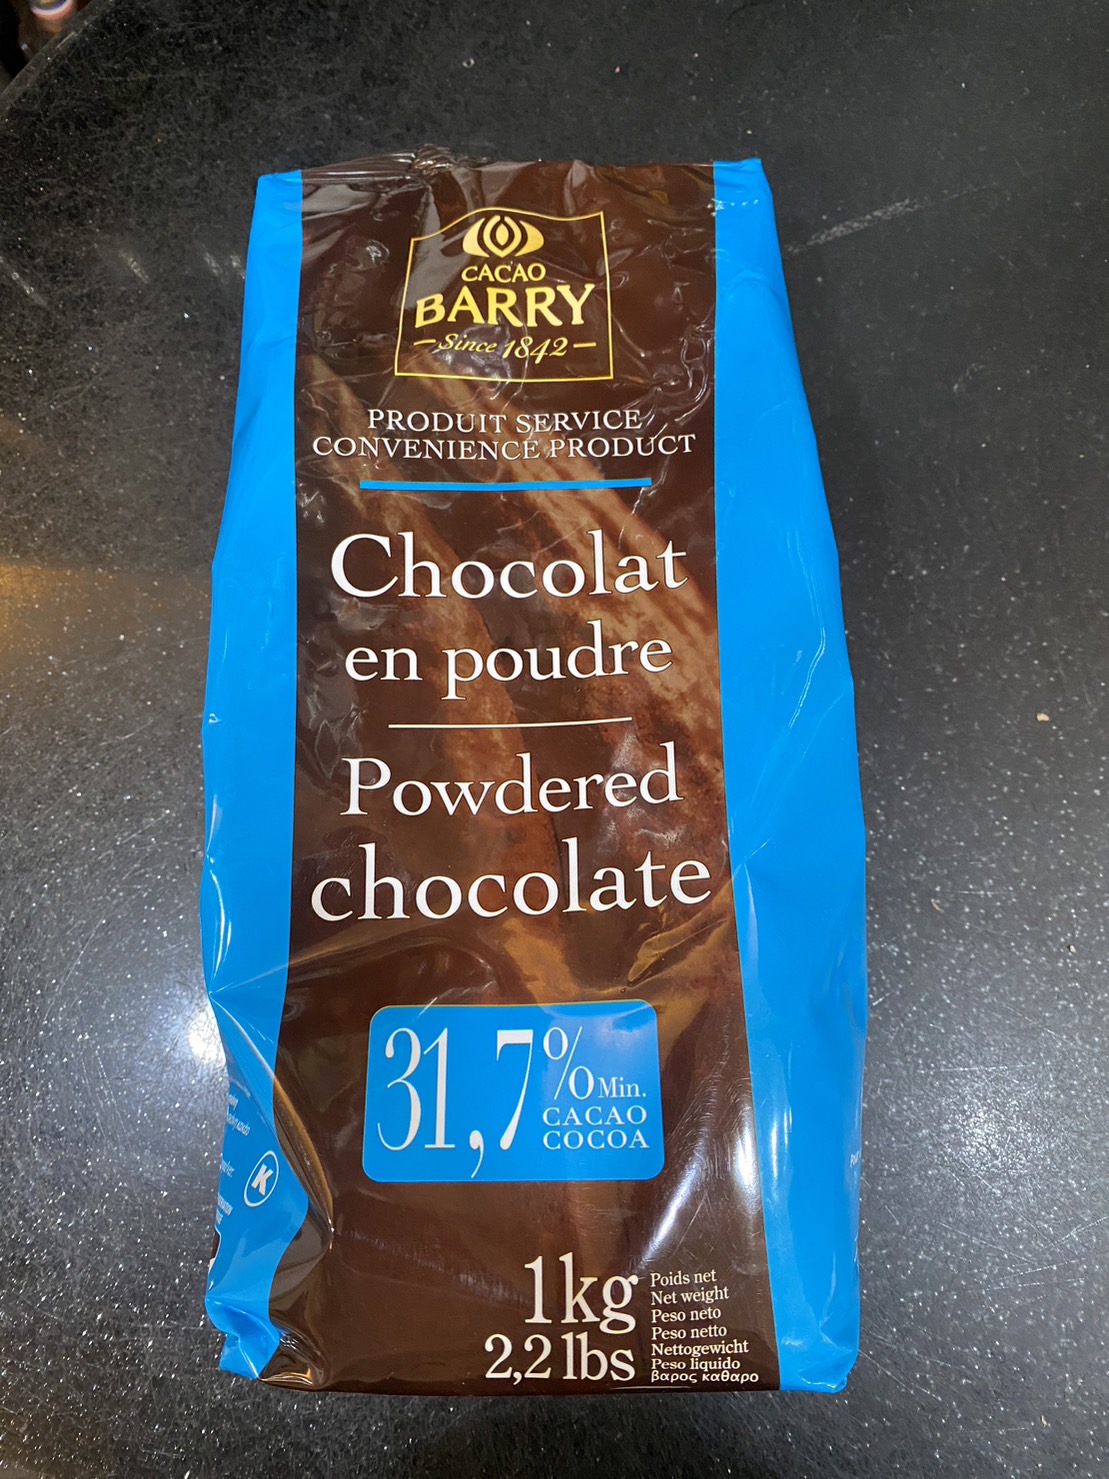 CACAO
BARRY
Since 1842
PRODUIT SERVICE
CONVENIENCE PRODUCT
Chocolat
en poudre
Powdered
chocolate
31,7% Min.
CACAO
COCOA
K
1kg
2,2 lbs
Poids net
Net weight
Peso neto
Peso netto
Nettogewicht
Peso liquido
βαρος καθαρο